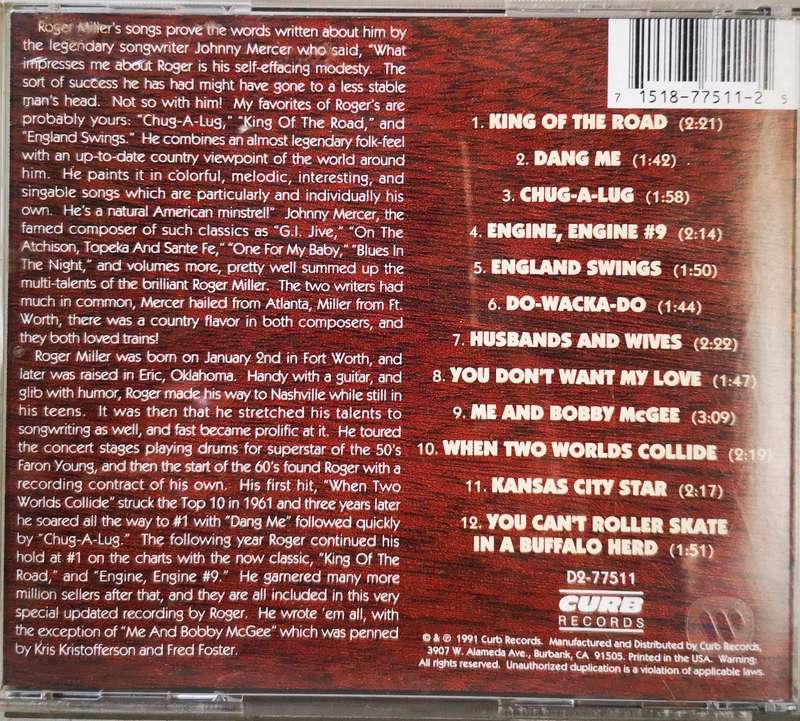 Roger Miller's songs prove the words written about him by
the legendary songwriter Johnny Mercer who said, "What
impresses me about Roger is his self-effacing modesty. The
sort of success he has had might have gone to a less stable
man's head. Not so with him! My favorites of Roger's are
probably yours: "Chug-A-Lug," "King Of The Road," and
"England Swings." He combines an almost legendary folk-feel
with an up-to-date country viewpoint of the world around
him. He paints it in colorful, melodic, interesting, and
singable songs which are particularly and individually his
own. He's a natural American minstrel!" Johnny Mercer, the
famed composer of such classics as "G.I. Jive," "On The
Atchison, Topeka And Sante Fe," "One For My Baby," "Blues In
The Night," and volumes more, pretty well summed up the
multi-talents of the brilliant Roger Miller. The two writers had
much in common, Mercer hailed from Atlanta, Miller from Ft.
Worth, there was a country flavor in both composers, and
they both loved trains!
Roger Miller was born on January 2nd in Fort Worth, and
later was raised in Eric, Oklahoma. Handy with a guitar, and
glib with humor, Roger made his way to Nashville while still in
his teens. It was then that he stretched his talents to
songwriting as well, and fast became prolific at it. He toured
the concert stages playing drums for superstar of the 50's
Faron Young, and then the start of the 60's found Roger with a
recording contract of his own. His first hit, "When Two
Worlds Collide" struck the Top 10 in 1961 and three years later
he soared all the way to #1 with "Dang Me" followed quickly
by "Chug-A-Lug." The following year Roger continued his
hold at #1 on the charts with the now classic, "King Of The
Road," and "Engine, Engine #9." He garnered many more
million sellers after that, and they are all included in this very
special updated recording by Roger. He wrote 'em all, with
the exception of "Me And Bobby McGee" which was penned
by Kris Kristofferson and Fred Foster.
7 1518-77511-2 5
1. KING OF THE ROAD (2:21)
2. DANG ME (1:42)
3. CHUG-A-LUG (1:58)
4. ENGINE, ENGINE #9 (2:14)
5. ENGLAND SWINGS (1:50)
6. DO-WACKA-DO (1:44)
7. HUSBANDS AND WIVES (2:22)
8. YOU DON'T WANT MY LOVE (1:47)
9. ME AND BOBBY McGEE (3:09)
10. WHEN TWO WORLDS COLLIDE (2:19)
11. KANSAS CITY STAR (2:17)
12. YOU CAN'T ROLLER SKATE
IN A BUFFALO HERD (1:51)
D2-77511
CURB
RECORDS
© & ℗ 1991 Curb Records. Manufactured and Distributed by Curb Records,
3907 W. Alameda Ave., Burbank, CA 91505. Printed in the USA. Warning:
All rights reserved. Unauthorized duplication is a violation of applicable laws.